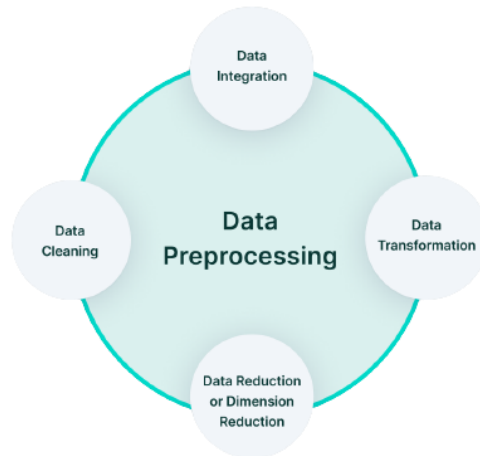 Data
Integration
Data
Cleaning
Data
Preprocessing
Data
Transformation
Data Reduction
or Dimension
Reduction